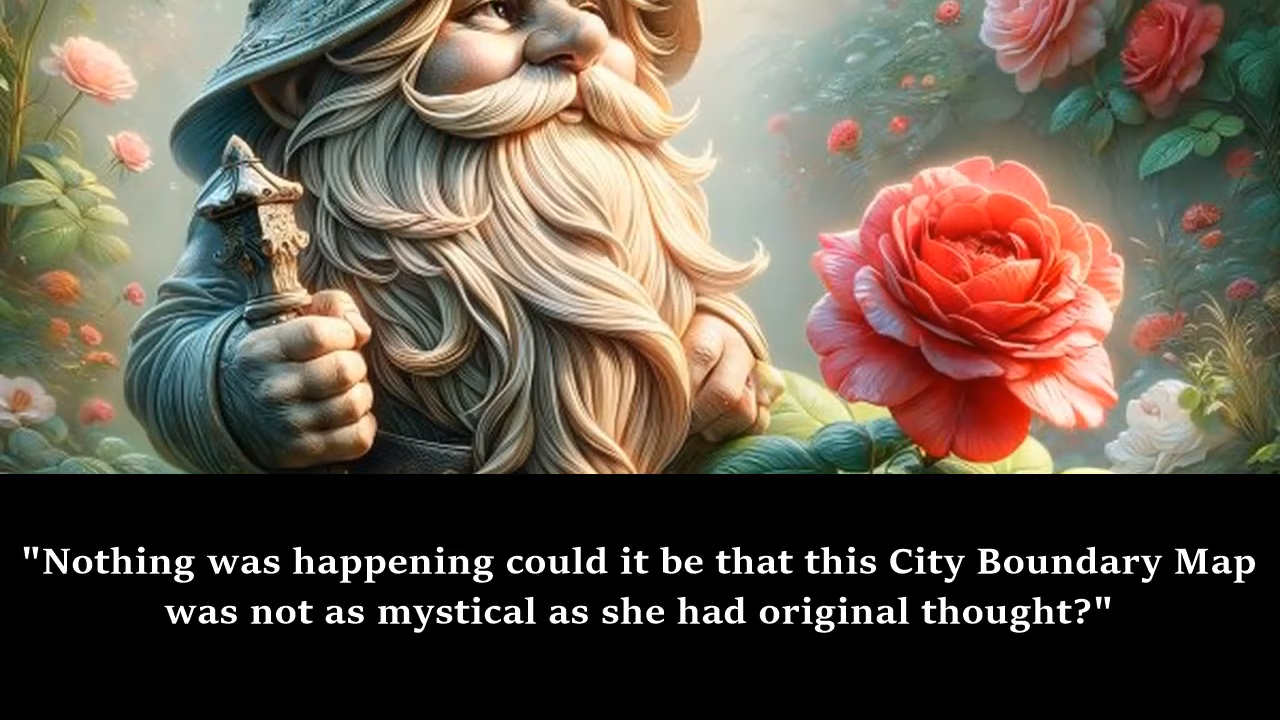 "Nothing was happening could it be that this City Boundary Map
was not as mystical as she had original thought?"